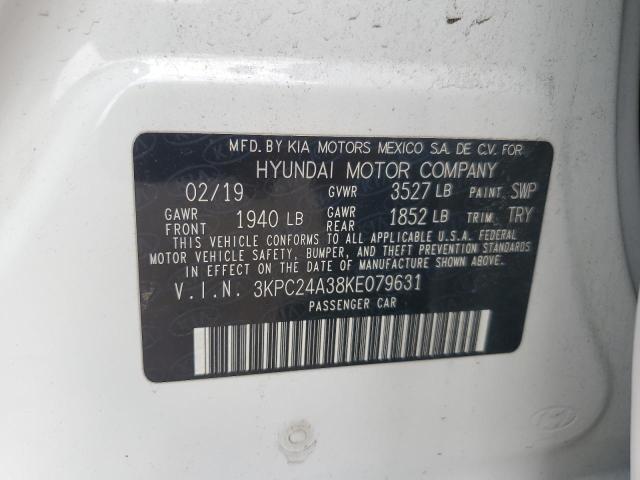 MFD. BY KIA MOTORS MEXICO S.A. DE C.V. FOR
HYUNDAI MOTOR COMPANY
02/19 GVWR 3527 LB PAINT SWP
GAWR FRONT 1940 LB GAWR REAR 1852 LB TRIM TRY
THIS VEHICLE CONFORMS TO ALL APPLICABLE U.S.A. FEDERAL
MOTOR VEHICLE SAFETY, BUMPER, AND THEFT PREVENTION STANDARDS
IN EFFECT ON THE DATE OF MANUFACTURE SHOWN ABOVE.
V.I.N. 3KPC24A38KE079631
PASSENGER CAR